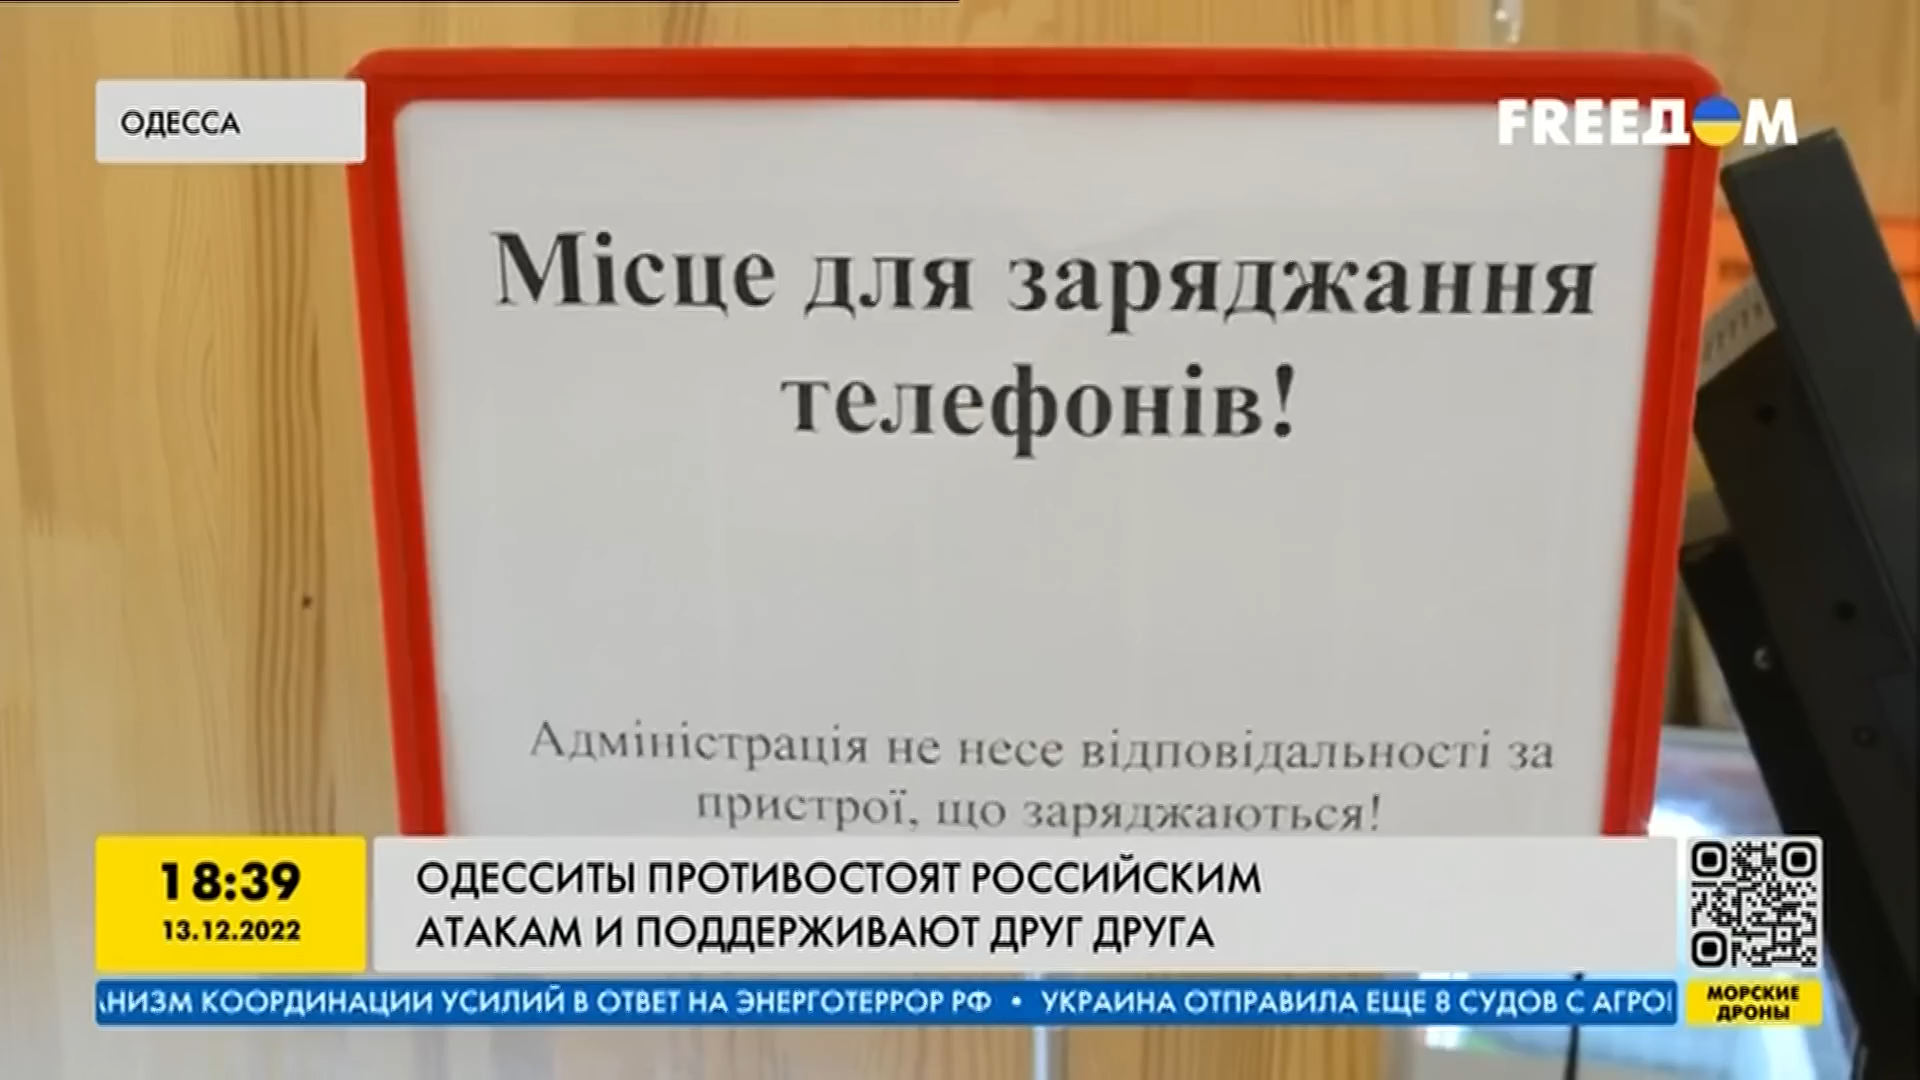 ОДЕССА
FREEДОМ
Місце для заряджання
телефонів!
Адміністрація не несе відповідальності за
пристрої, що заряджаються!
18:39
13.12.2022
ОДЕССИТЫ ПРОТИВОСТОЯТ РОССИЙСКИМ
АТАКАМ И ПОДДЕРЖИВАЮТ ДРУГ ДРУГА
КООРДИНАЦИИ УСИЛИЙ В ОТВЕТ НА ЭНЕРГОТЕРРОР РФ • УКРАИНА ОТПРАВИЛА ЕЩЕ 8 СУДОВ С
МОРСКИЕ
ДРОНЫ